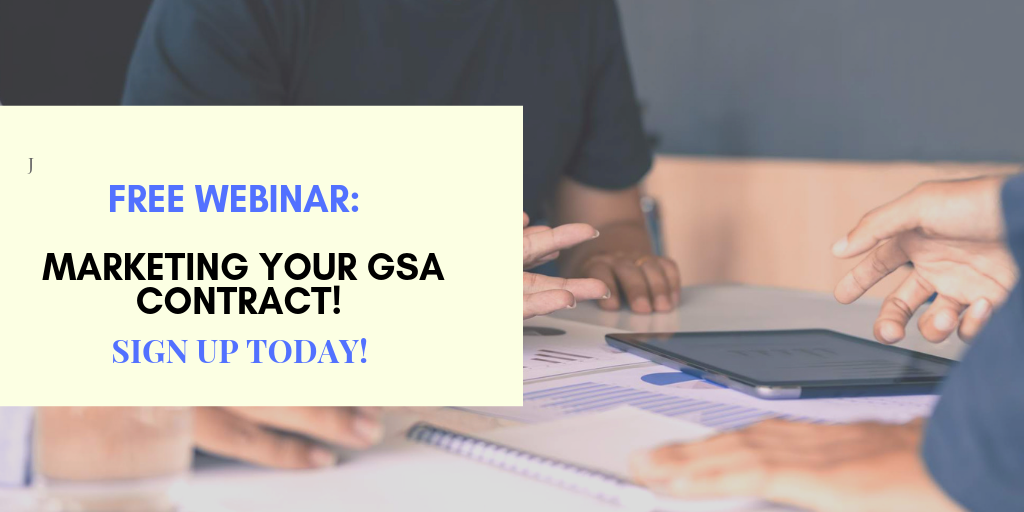 J
FREE WEBINAR:
MARKETING YOUR GSA
CONTRACT!
SIGN UP TODAY!